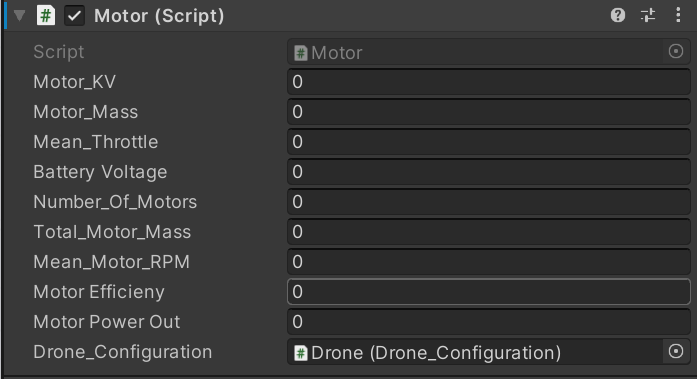 Motor (Script)
Script Motor
Motor_KV 0
Motor_Mass 0
Mean_Throttle 0
Battery Voltage 0
Number_Of_Motors 0
Total_Motor_Mass 0
Mean_Motor_RPM 0
Motor Efficieny 0
Motor Power Out 0
Drone_Configuration Drone (Drone_Configuration)